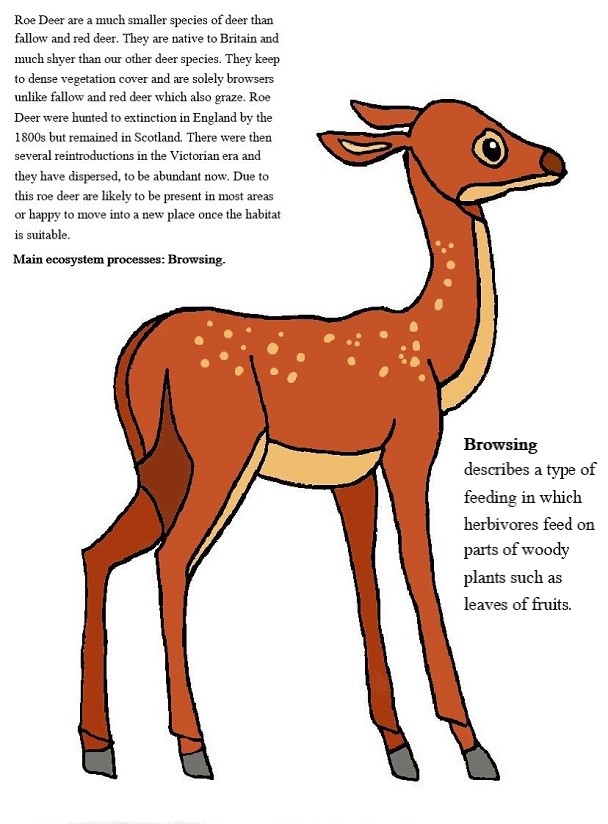 Roe Deer are a much smaller species of deer than
fallow and red deer. They are native to Britain and
much shyer than our other deer species. They keep
to dense vegetation cover and are solely browsers
unlike fallow and red deer which also graze. Roe
Deer were hunted to extinction in England by the
1800s but remained in Scotland. There were then
several reintroductions in the Victorian era and
they have dispersed, to be abundant now. Due to
this roe deer are likely to be present in most areas
or happy to move into a new place once the habitat
is suitable.
Main ecosystem processes: Browsing.
Browsing
describes a type of
feeding in which
herbivores feed on
parts of woody
plants such as
leaves of fruits.